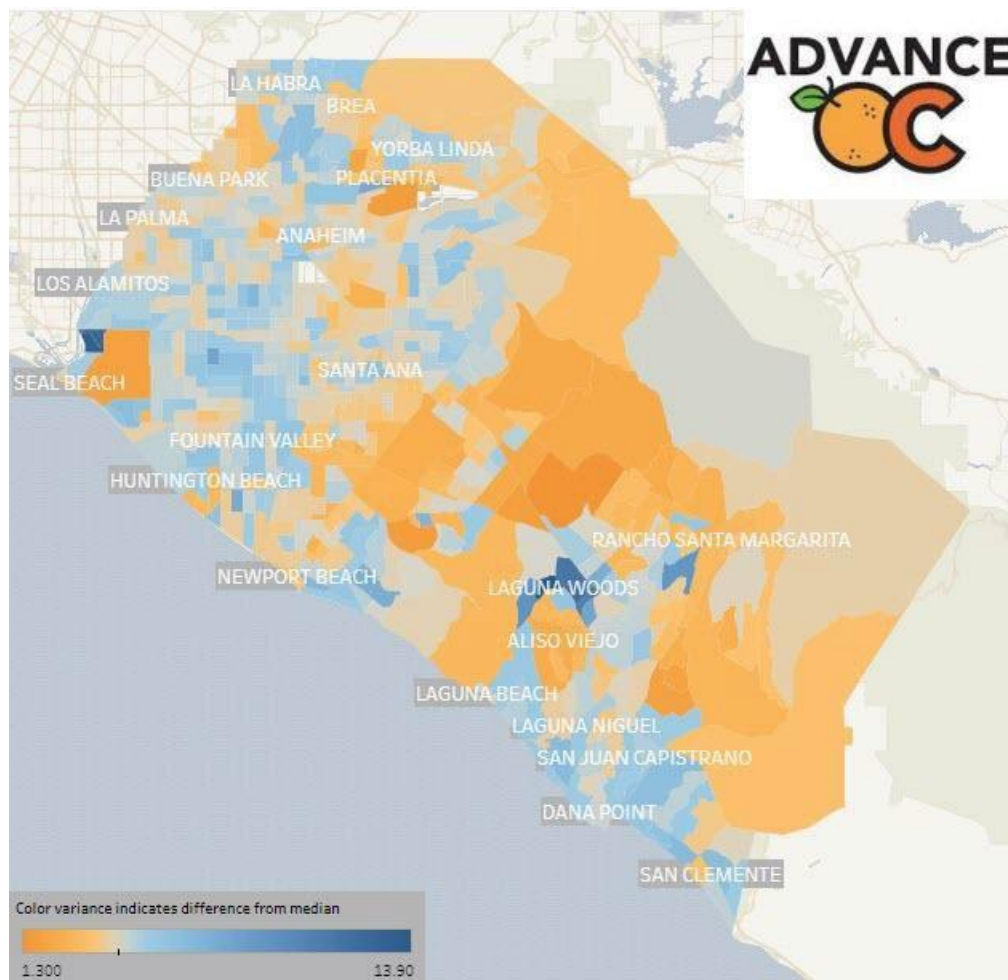 ADVANCE
OC
LA HABRA
BREA
YORBA LINDA
BUENA PARK
PLACENTIA
LA PALMA
ANAHEIM
LOS ALAMITOS
SANTA ANA
SEAL BEACH
FOUNTAIN VALLEY
HUNTINGTON BEACH
RANCHO SANTA MARGARITA
NEWPORT BEACH
LAGUNA WOODS
ALISO VIEJO
LAGUNA BEACH
LAGUNA NIGUEL
SAN JUAN CAPISTRANO
DANA POINT
SAN CLEMENTE
Color variance indicates difference from median
1.300 13.90